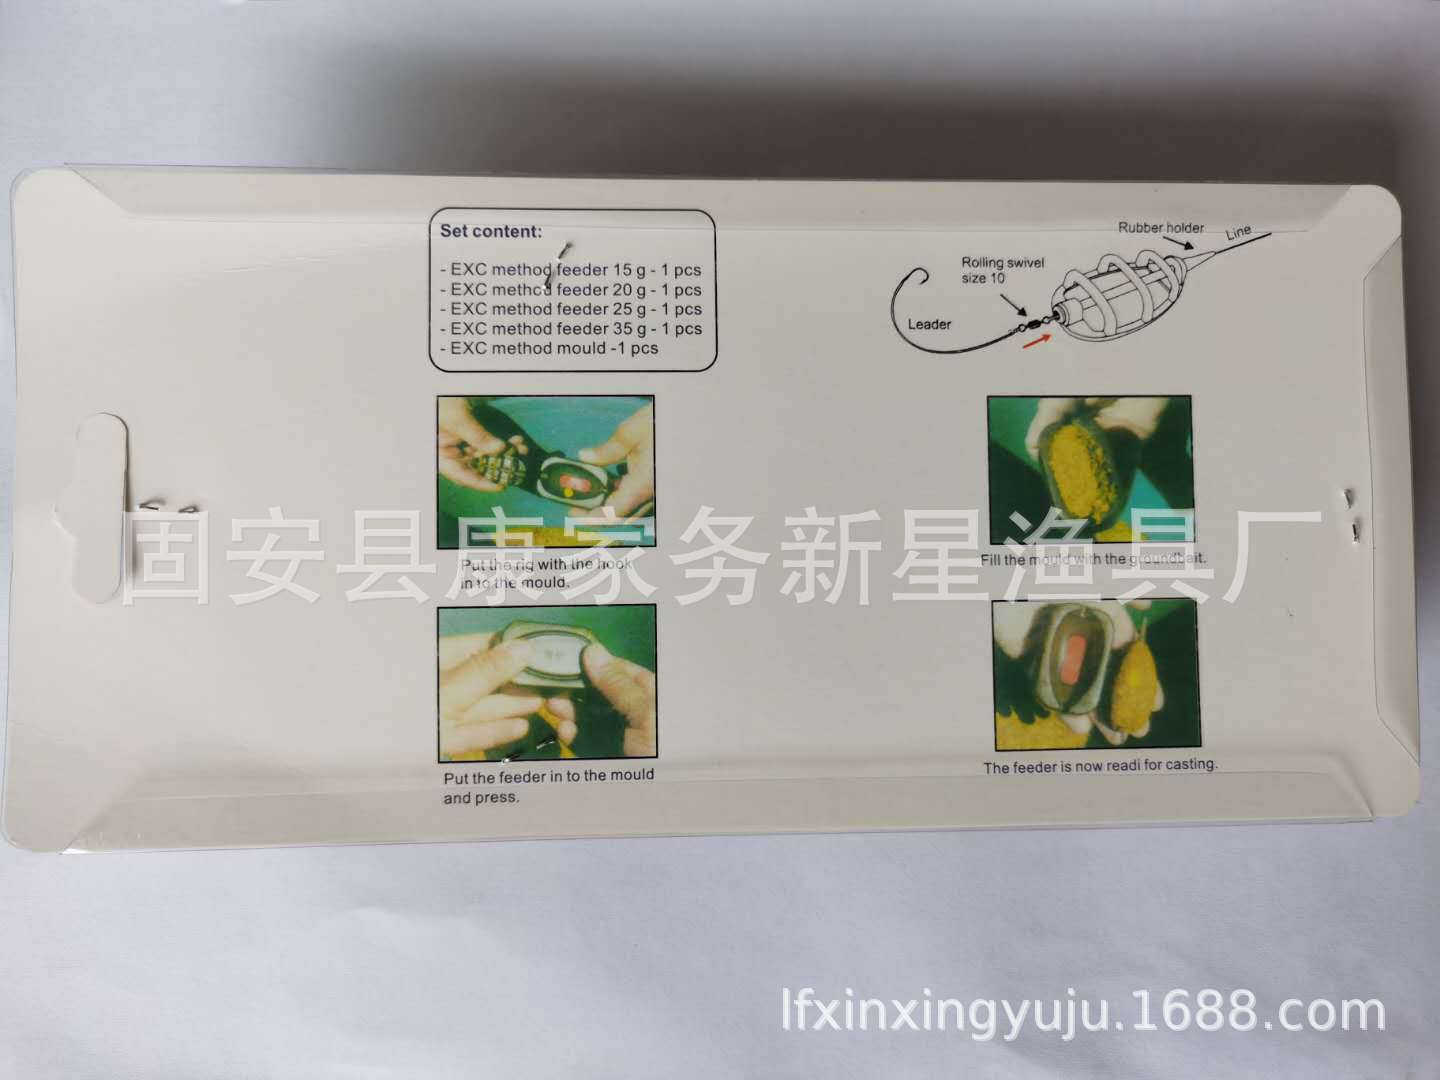 Set content:
- EXC method feeder 15 g - 1 pcs
- EXC method feeder 20 g - 1 pcs
- EXC method feeder 25 g - 1 pcs
- EXC method feeder 35 g - 1 pcs
- EXC method mould -1 pcs
Rubber holder
Line
Rolling swivel
size 10
Leader
Put the rig with the hook
in to the mould.
Fill the mould with the groundbait.
固安县康家务新星渔具厂
Put the feeder in to the mould
and press.
The feeder is now readi for casting.
lfxinxingyuju.1688.com